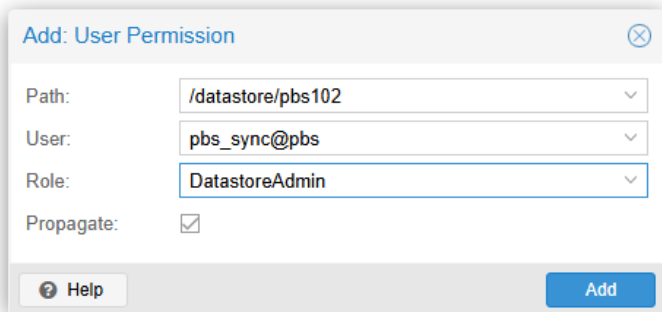 Add: User Permission
Path: /datastore/pbs102
User: pbs_sync@pbs
Role: DatastoreAdmin
Propagate:
Help Add